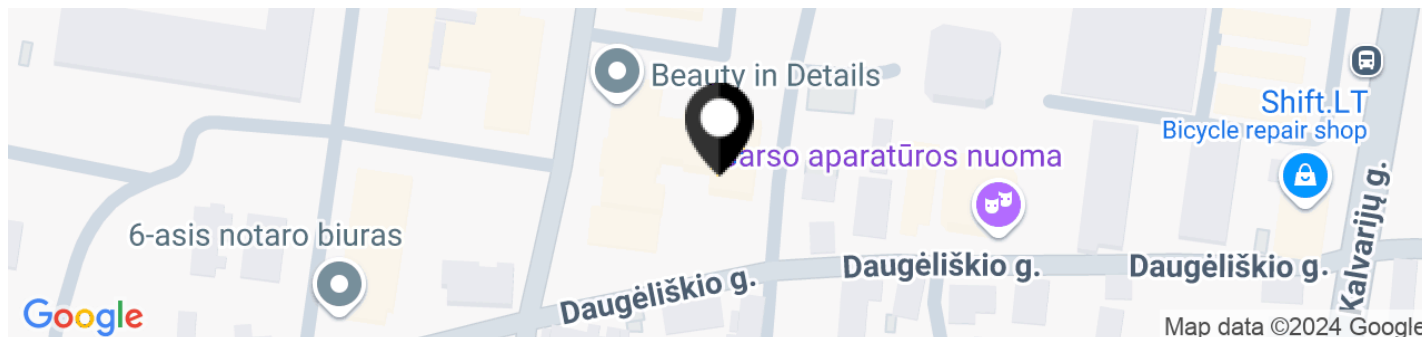 Beauty in Details
Shift.LT
Bicycle repair shop
arso aparatūros nuoma
6-asis notaro biuras
Kalvarijų g.
Daugėliškio g.
Daugėliškio g.
Daugėliškio g.
Google
Map data ©2024 Google